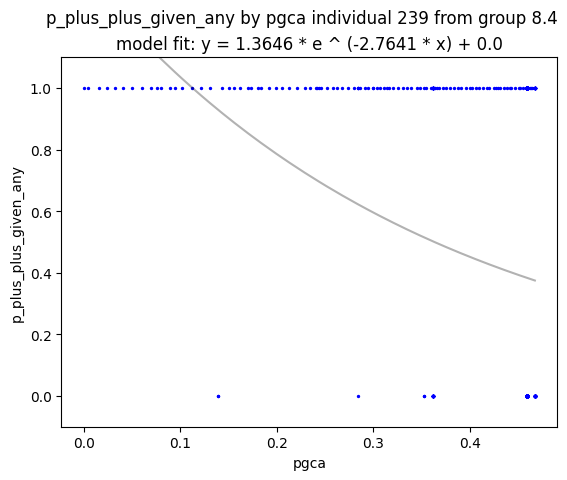 p_plus_plus_given_any by pgca individual 239 from group 8.4
model fit: y = 1.3646 * e ^ (-2.7641 * x) + 0.0
1.0
0.8
0.6
0.4
0.2
0.0
p_plus_plus_given_any
0.0 0.1 0.2 0.3 0.4
pgca